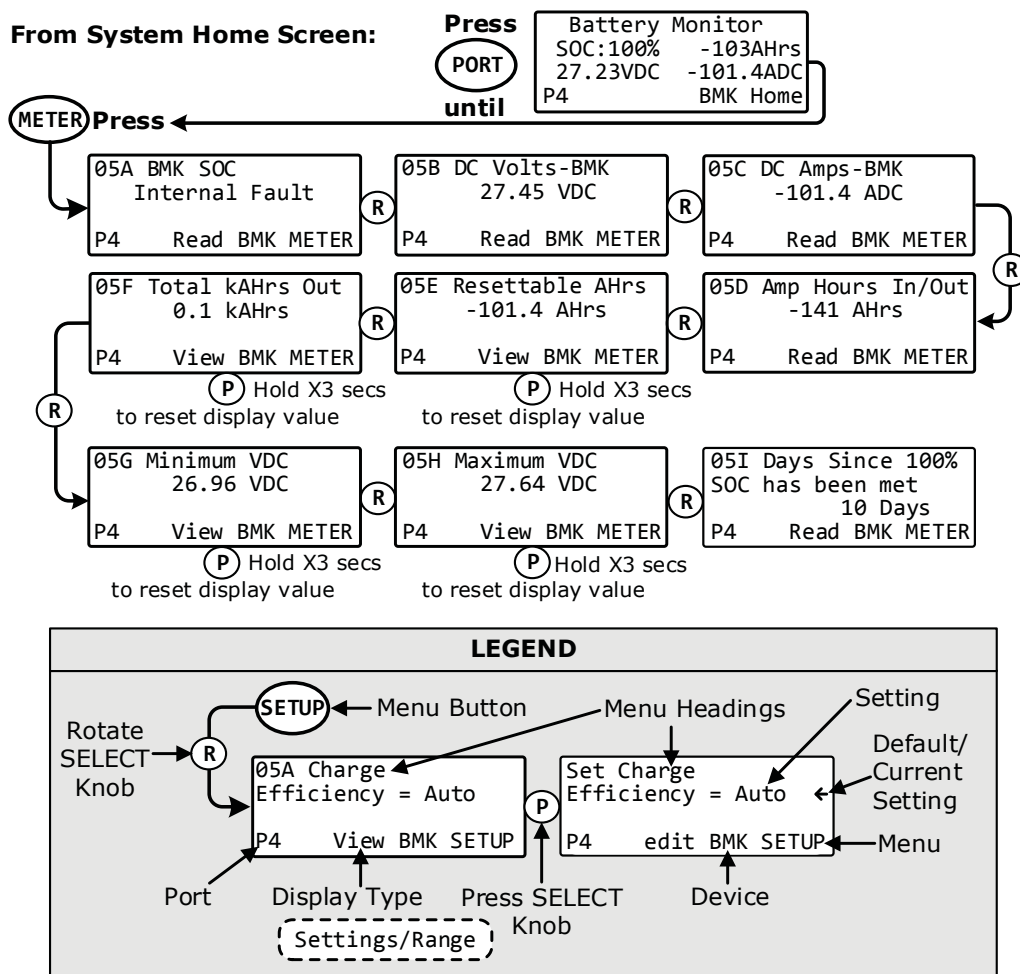 From System Home Screen:
Press
PORT
until
Battery Monitor
SOC:100% -103AHrs
27.23VDC -101.4ADC
P4 BMK Home
METER Press
05A BMK SOC
Internal Fault
P4 Read BMK METER
R
05B DC Volts-BMK
27.45 VDC
P4 Read BMK METER
R
05C DC Amps-BMK
-101.4 ADC
P4 Read BMK METER
R
05F Total kAHrs Out
0.1 kAHrs
P4 View BMK METER
R
05E Resettable AHrs
-101.4 AHrs
P4 View BMK METER
R
05D Amp Hours In/Out
-141 AHrs
P4 Read BMK METER
P Hold X3 secs
to reset display value
P Hold X3 secs
to reset display value
R
05G Minimum VDC
26.96 VDC
P4 View BMK METER
R
05H Maximum VDC
27.64 VDC
P4 View BMK METER
R
05I Days Since 100%
SOC has been met
10 Days
P4 Read BMK METER
P Hold X3 secs
to reset display value
P Hold X3 secs
to reset display value
LEGEND
SETUP
Menu Button
Menu Headings
Setting
Rotate
SELECT
Knob
R
05A Charge
Efficiency = Auto
P4 View BMK SETUP
P
Set Charge
Efficiency = Auto ←
P4 edit BMK SETUP
Default/
Current
Setting
Menu
Port
Display Type
Press SELECT
Knob
Device
Settings/Range